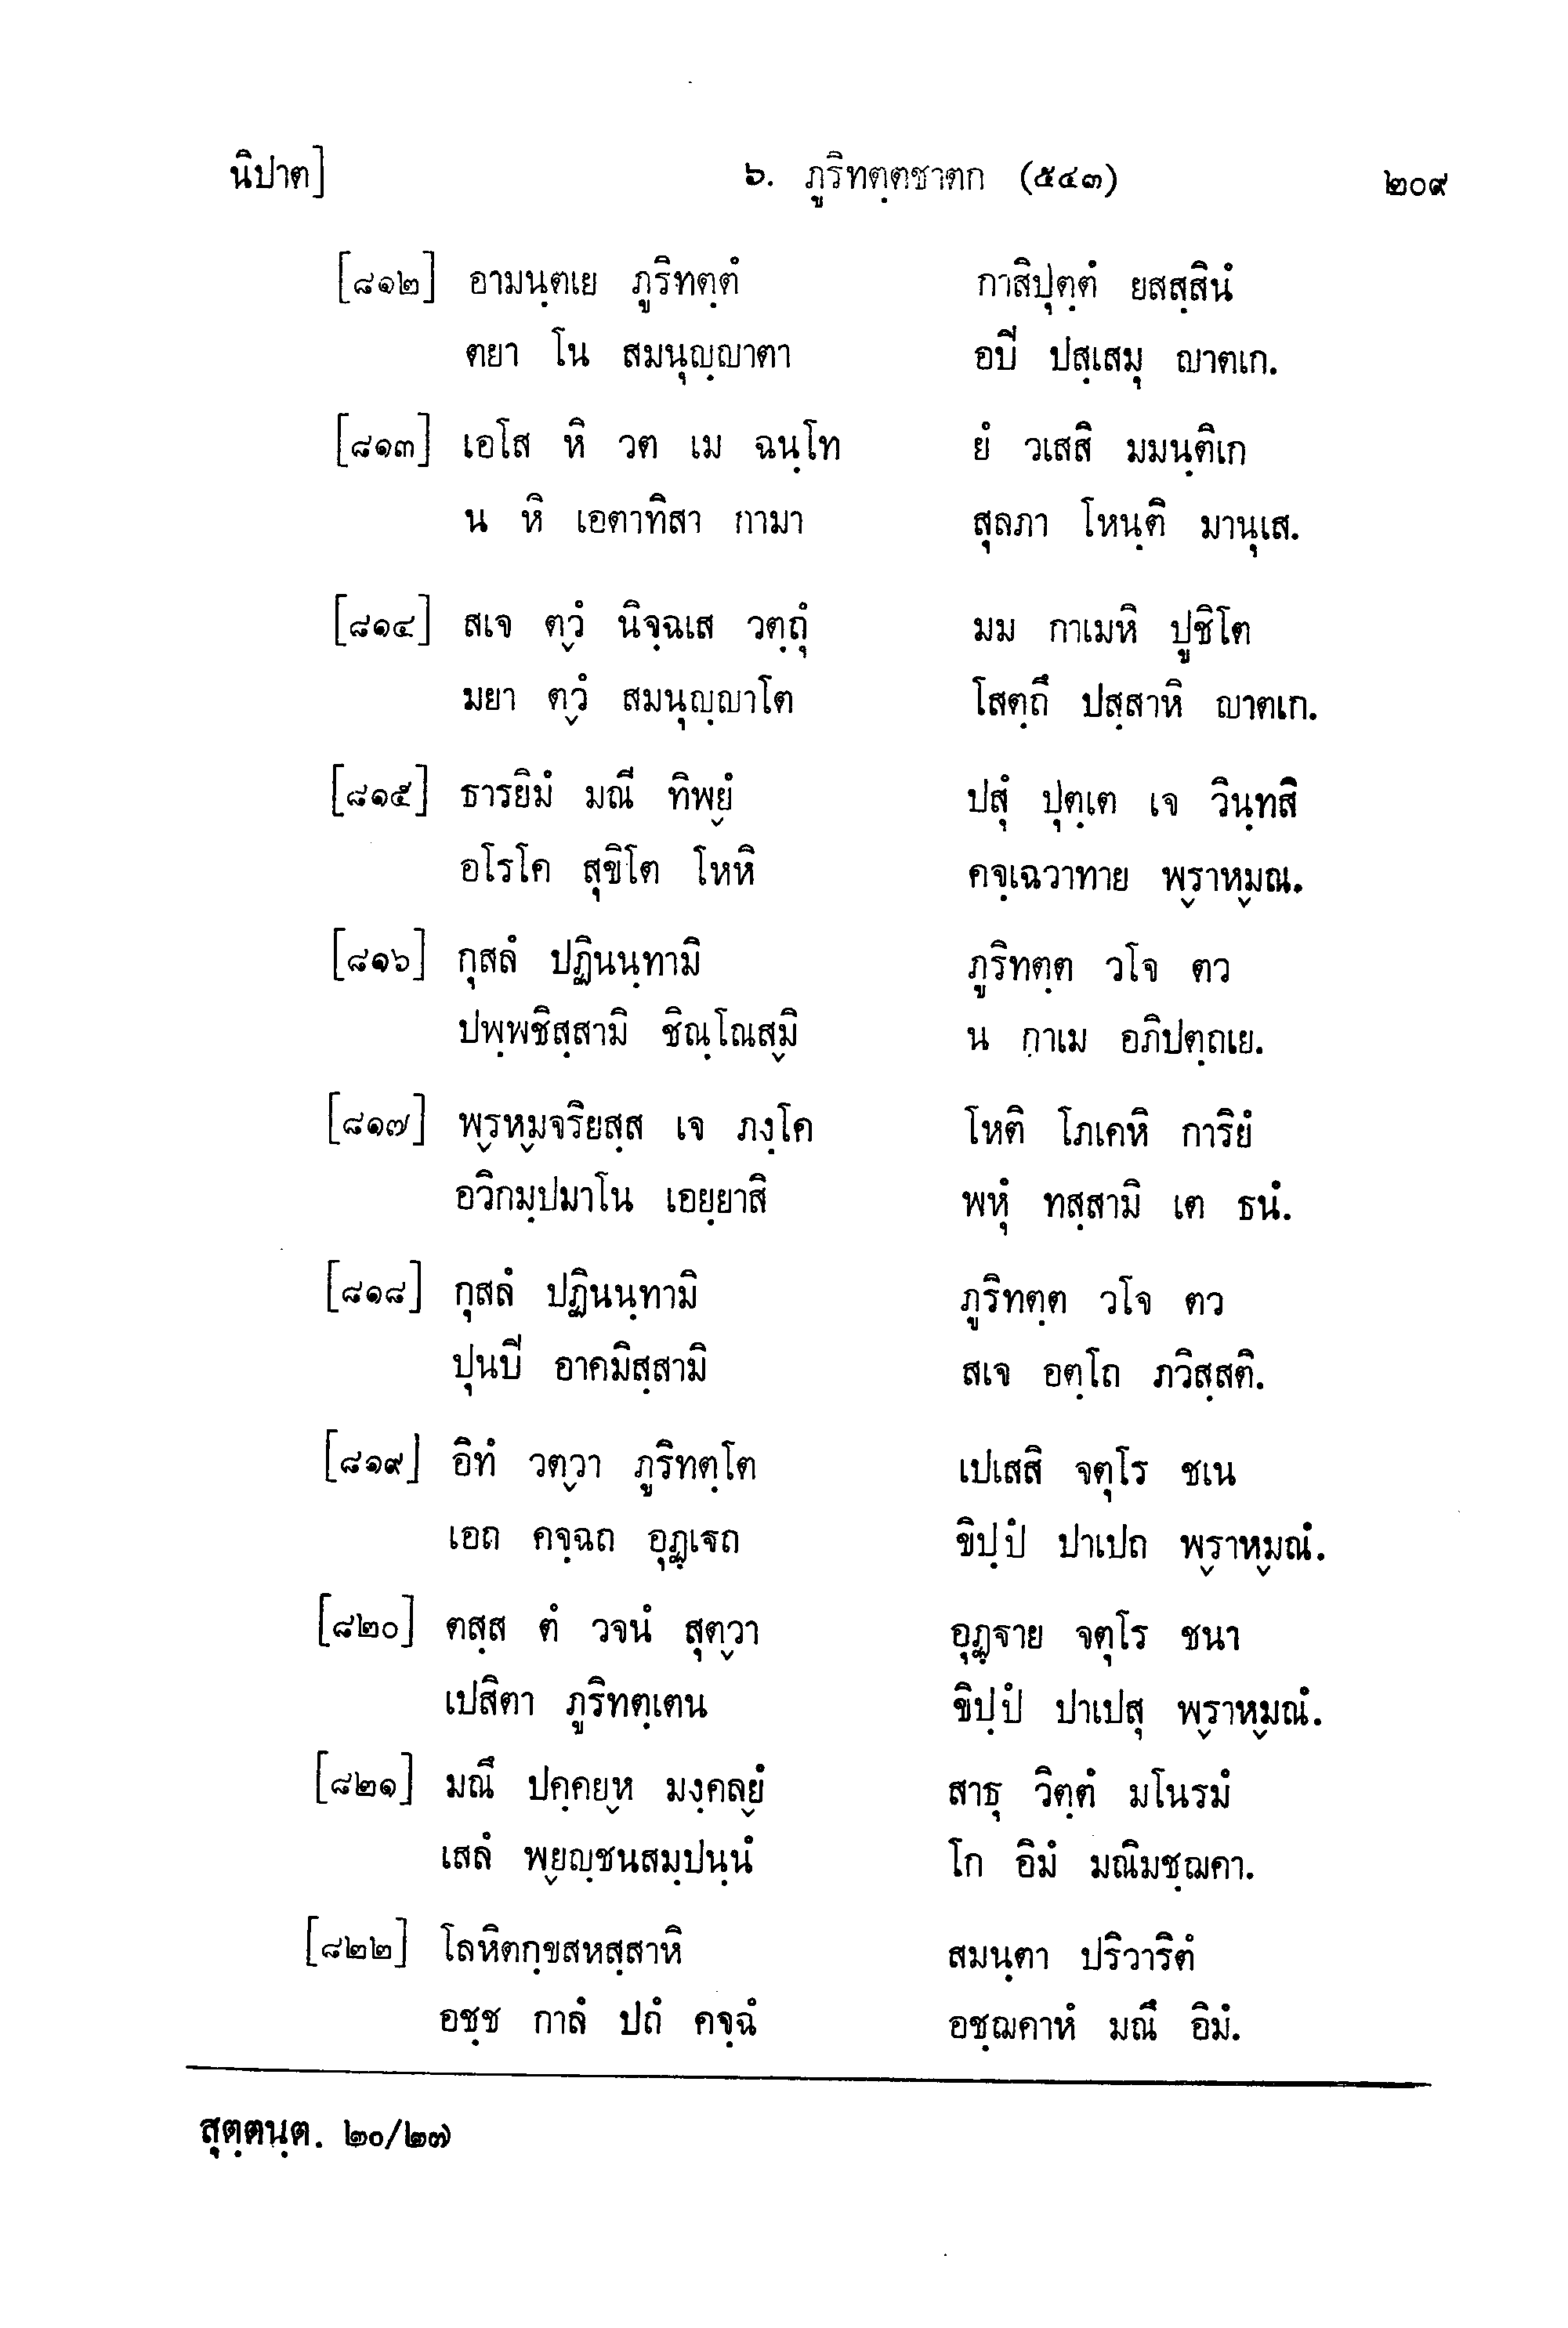 นิปาต] ๖. ภูริทตฺตชาตก (๕๔๓) ๒๐๙
[๘๑๒] อามนฺตเย ภูริทตฺตํ กาสิปุตฺตํ ยสสฺสินํ
ตยา โน สมนุญฺญาตา อปิ ปสฺเสมุ ญาตเก.
[๘๑๓] เอโส หิ วต เม ฉนฺโท ยํ วเสสิ มมนฺติเก
น หิ เอตาทิสา กามา สุลภา โหนฺติ มานุเส.
[๘๑๔] สเจ ตฺวํ นิจฺฉเส วตฺถุํ มม กาเมหิ ปูชิโต
มยา ตฺวํ สมนุญฺญาโต โสตฺถึ ปสฺสาหิ ญาตเก.
[๘๑๕] ธารยิมํ มณึ ทิพฺยํ ปสุํ ปุตฺเต เจ วินฺทสิ
อโรโค สุขิโต โหหิ คจฺเฉวาทาย พฺราหฺมณ.
[๘๑๖] กุสลํ ปฏินนฺทามิ ภูริทตฺต วโจ ตว
ปพฺพชิสฺสามิ ชิณฺโณสฺมิ น กาเม อภิปตฺถเย.
[๘๑๗] พฺรหฺมจริยสฺส เจ ภงฺโค โหติ โภเคหิ การิยํ
อวิกมฺปมาโน เอยฺยาสิ พหุํ ทสฺสามิ เต ธนํ.
[๘๑๘] กุสลํ ปฏินนฺทามิ ภูริทตฺต วโจ ตว
ปุนปิ อาคมิสฺสามิ สเจ อตฺโถ ภวิสฺสติ.
[๘๑๙] อิทํ วตฺวา ภูริทตฺโต เปเสสิ จตุโร ชเน
เอถ คจฺฉถ อุฏฺเฐถ ขิปฺปํ ปาเปถ พฺราหฺมณํ.
[๘๒๐] ตสฺส ตํ วจนํ สุตฺวา อุฏฺฐาย จตุโร ชนา
เปสิตา ภูริทตฺเตน ขิปฺปํ ปาเปสุ พฺราหฺมณํ.
[๘๒๑] มณึ ปคฺคยฺห มงฺคลฺยํ สาธุ วิตฺตํ มโนรมํ
เสลํ พฺยญฺชนสมฺปนฺนํ โก อิมํ มณิมชฺฌคา.
[๘๒๒] โลหิตกฺขสหสฺสาหิ สมนฺตา ปริวาริตํ
อชฺช กาลํ ปถํ คจฺฉํ อชฺฌคาหํ มณึ อิมํ.
สุตฺตนฺต. ๒๐/๒๗